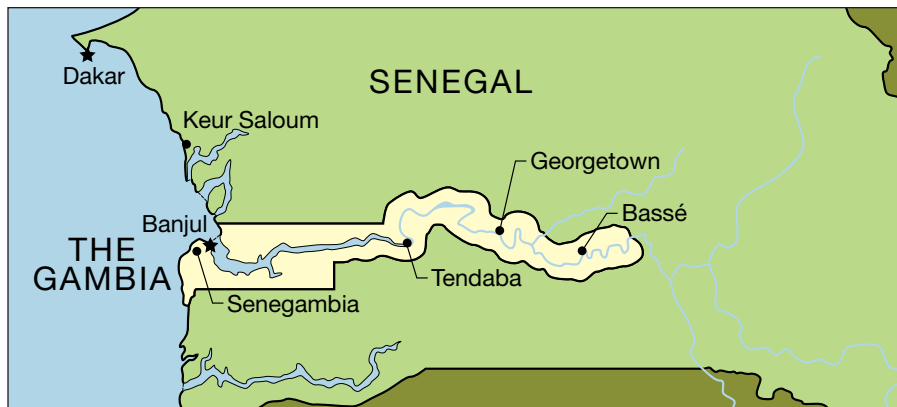 Dakar
SENEGAL
Keur Saloum
Georgetown
Banjul
Bassé
THE
GAMBIA
Tendaba
Senegambia